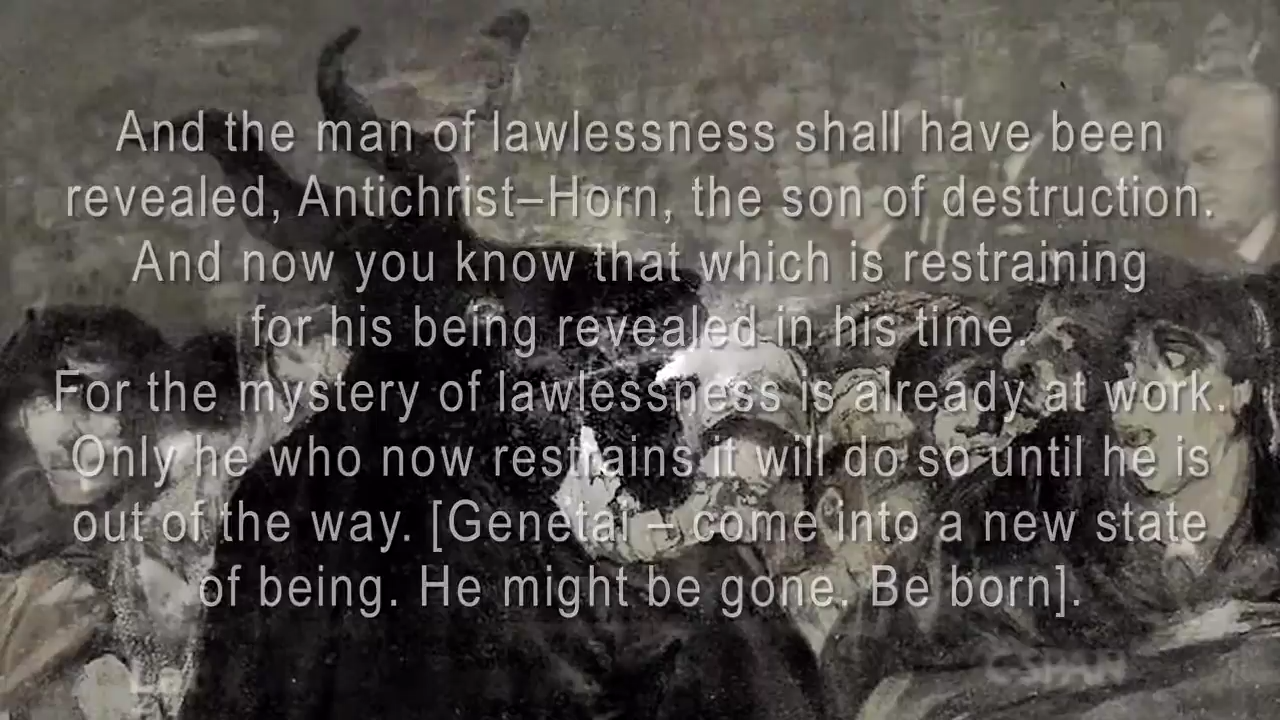 And the man of lawlessness shall have been
revealed, Antichrist–Horn, the son of destruction.
And now you know that which is restraining
for his being revealed in his time.
For the mystery of lawlessness is already at work.
Only he who now restrains it will do so until he is
out of the way. [Genetai – come into a new state
of being. He might be gone. Be born].
CSPAN